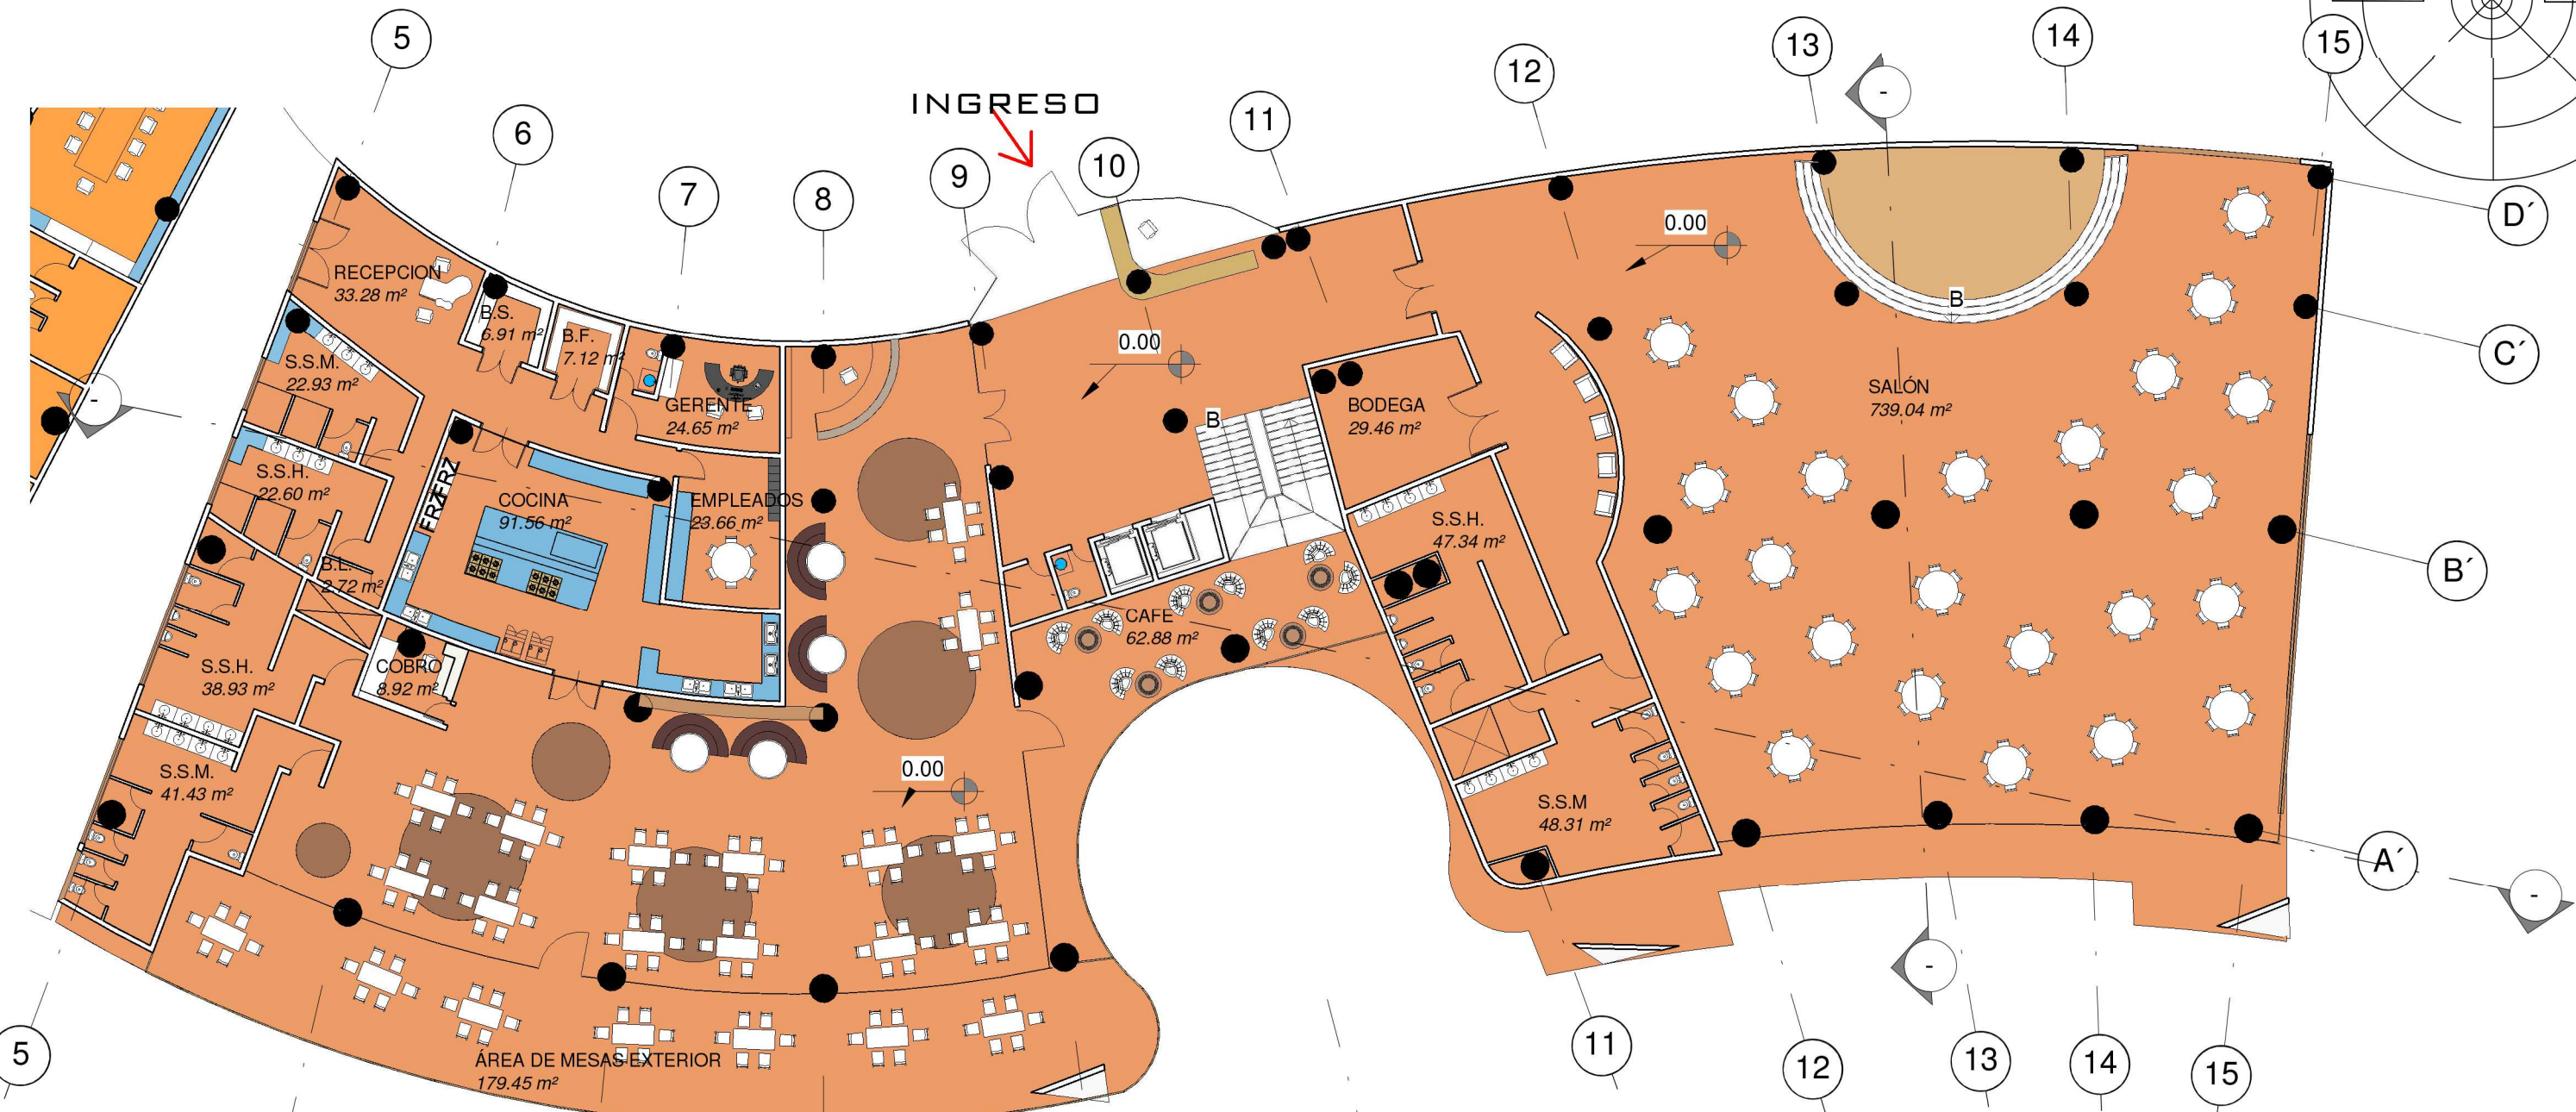 5
6
7
8
9
INGRESO
10
11
12
13
-
14
15
D´
C´
B´
A´
-
RECEPCION
33.28 m²
B.S.
6.91 m²
B.F.
7.12 m²
S.S.M.
22.93 m²
GERENTE
24.65 m²
-
S.S.H.
22.60 m²
FRZ
FRZ
COCINA
91.56 m²
EMPLEADOS
23.66 m²
B.L.
2.72 m²
S.S.H.
38.93 m²
COBRO
8.92 m²
S.S.M.
41.43 m²
0.00
0.00
0.00
B
BODEGA
29.46 m²
S.S.H.
47.34 m²
CAFE
62.88 m²
S.S.M
48.31 m²
B
SALÓN
739.04 m²
ÁREA DE MESAS EXTERIOR
179.45 m²
5
11
12
-
13
14
15